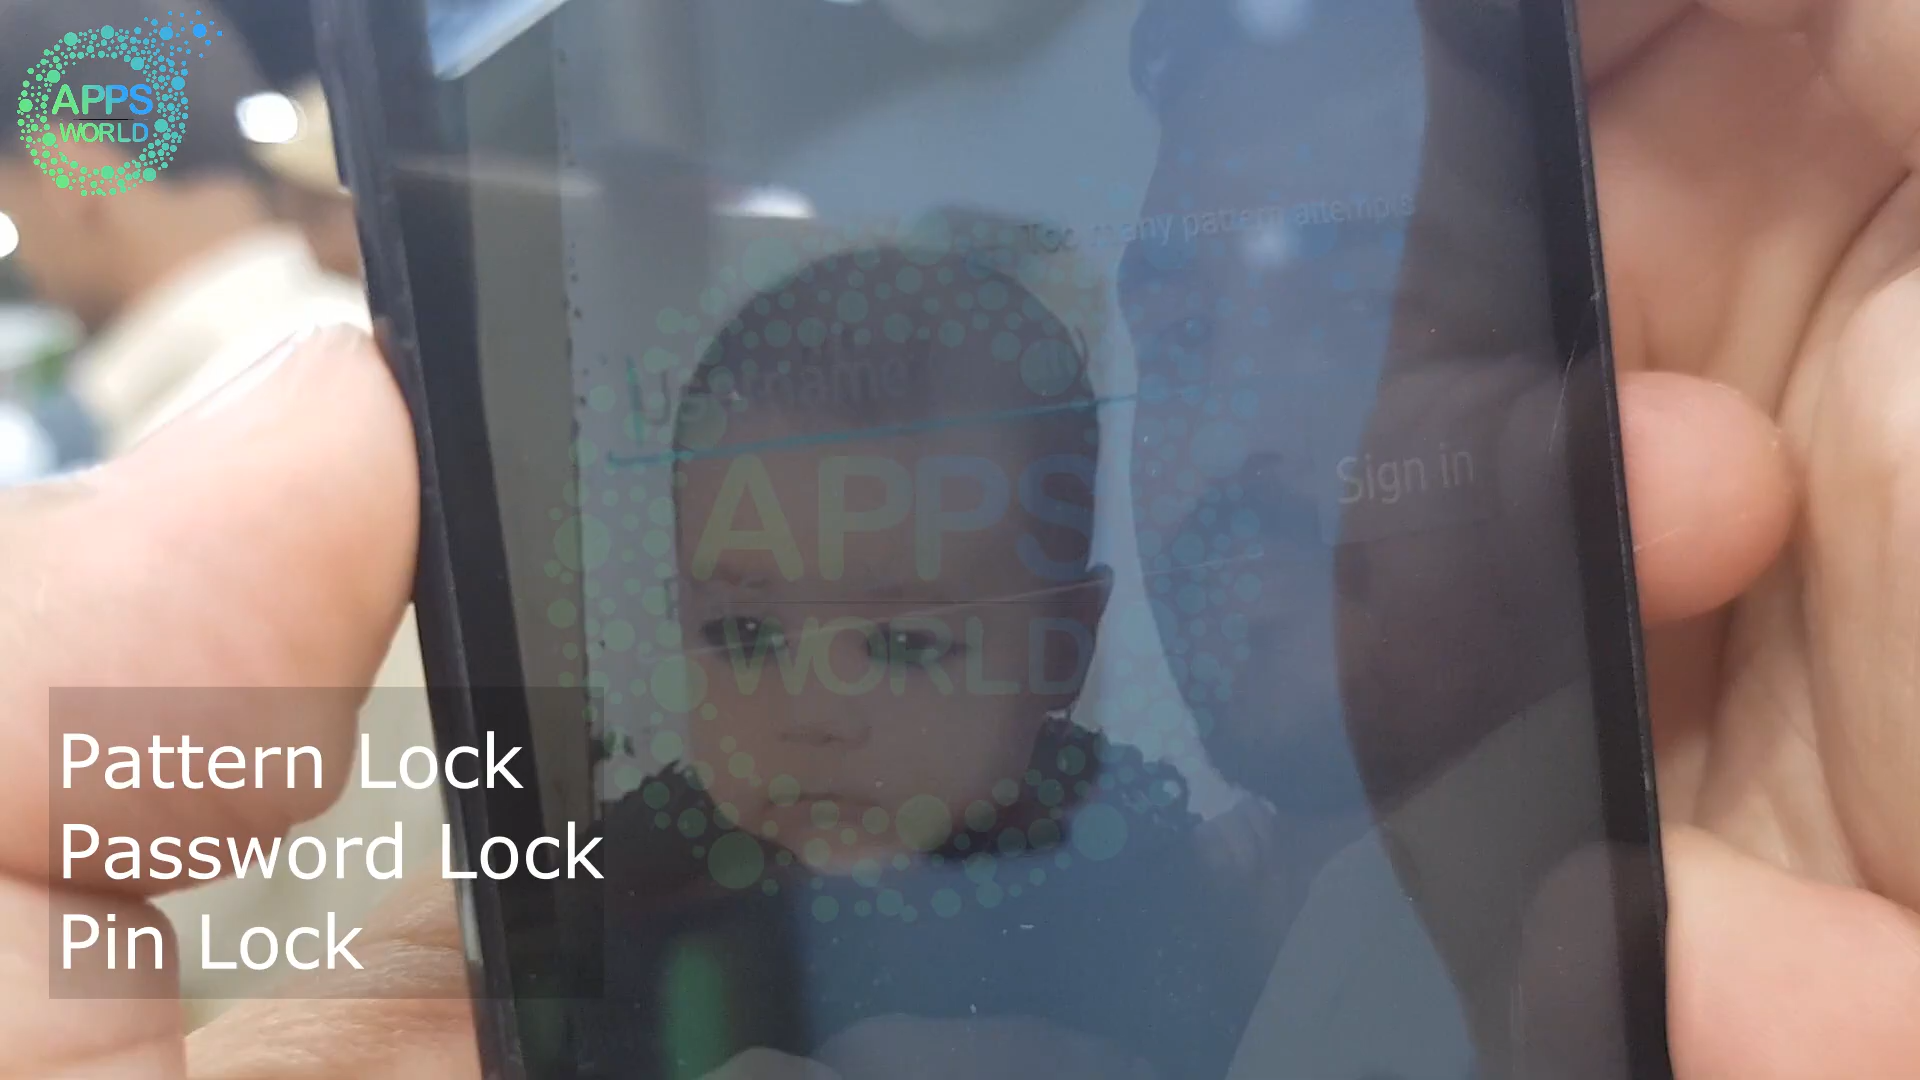 APPS
WORLD
Too many pattern attempts
Username
Sign in
APPS
WORLD
Pattern Lock
Password Lock
Pin Lock